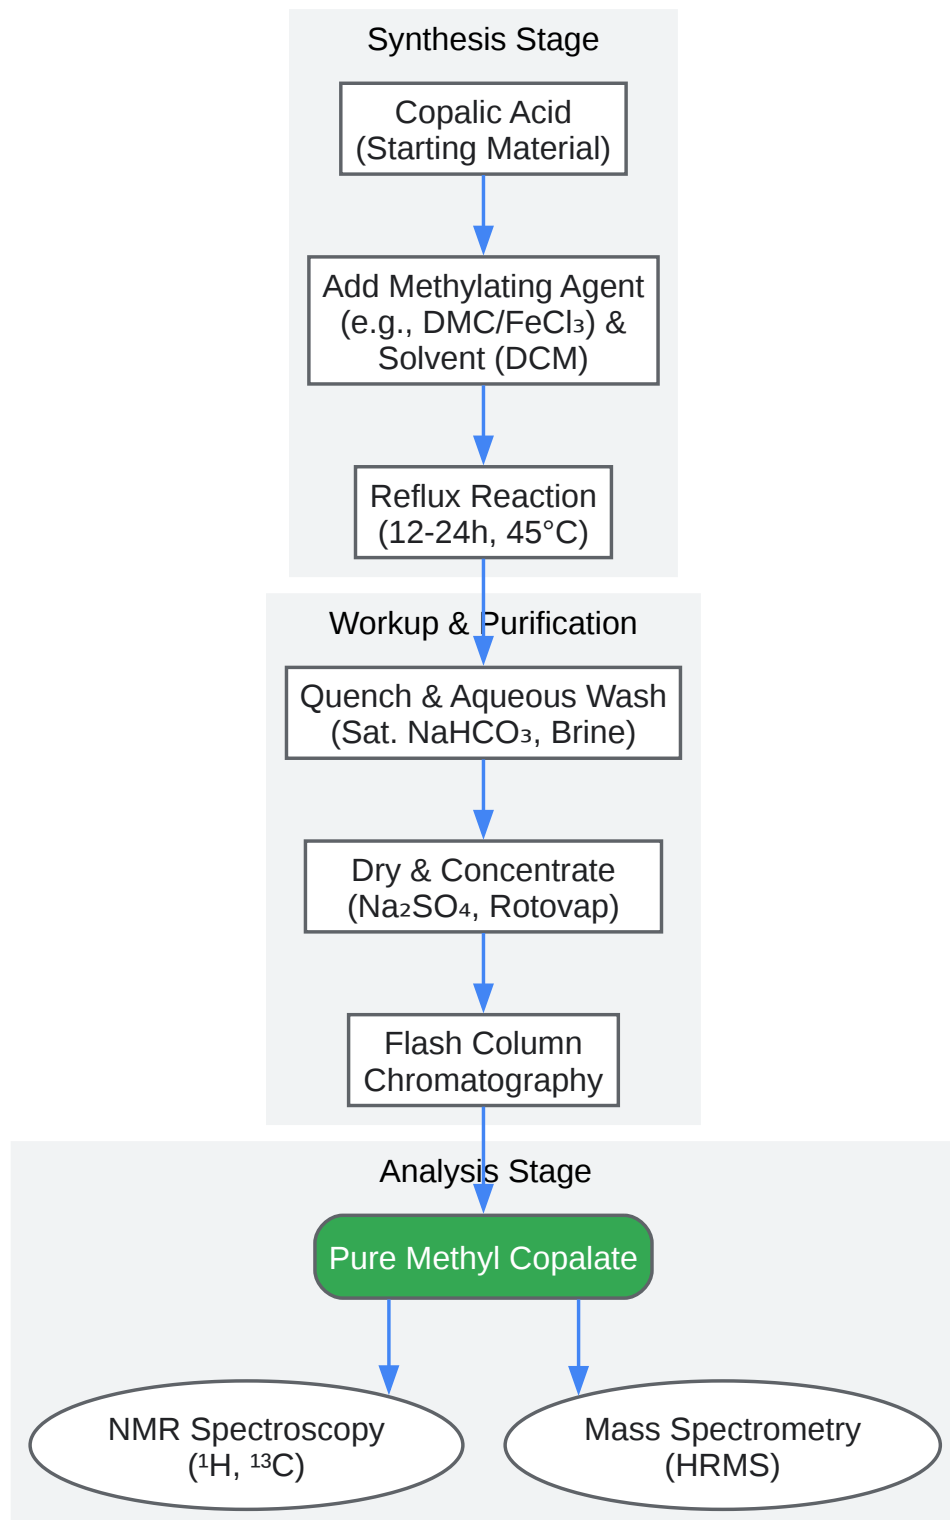 Synthesis Stage
Copalic Acid
(Starting Material)
Add Methylating Agent
(e.g., DMC/FeCl₃) &
Solvent (DCM)
Reflux Reaction
(12-24h, 45°C)
Workup & Purification
Quench & Aqueous Wash
(Sat. NaHCO₃, Brine)
Dry & Concentrate
(Na₂SO₄, Rotovap)
Flash Column
Chromatography
Analysis Stage
Pure Methyl Copalate
NMR Spectroscopy
(¹H, ¹³C)
Mass Spectrometry
(HRMS)